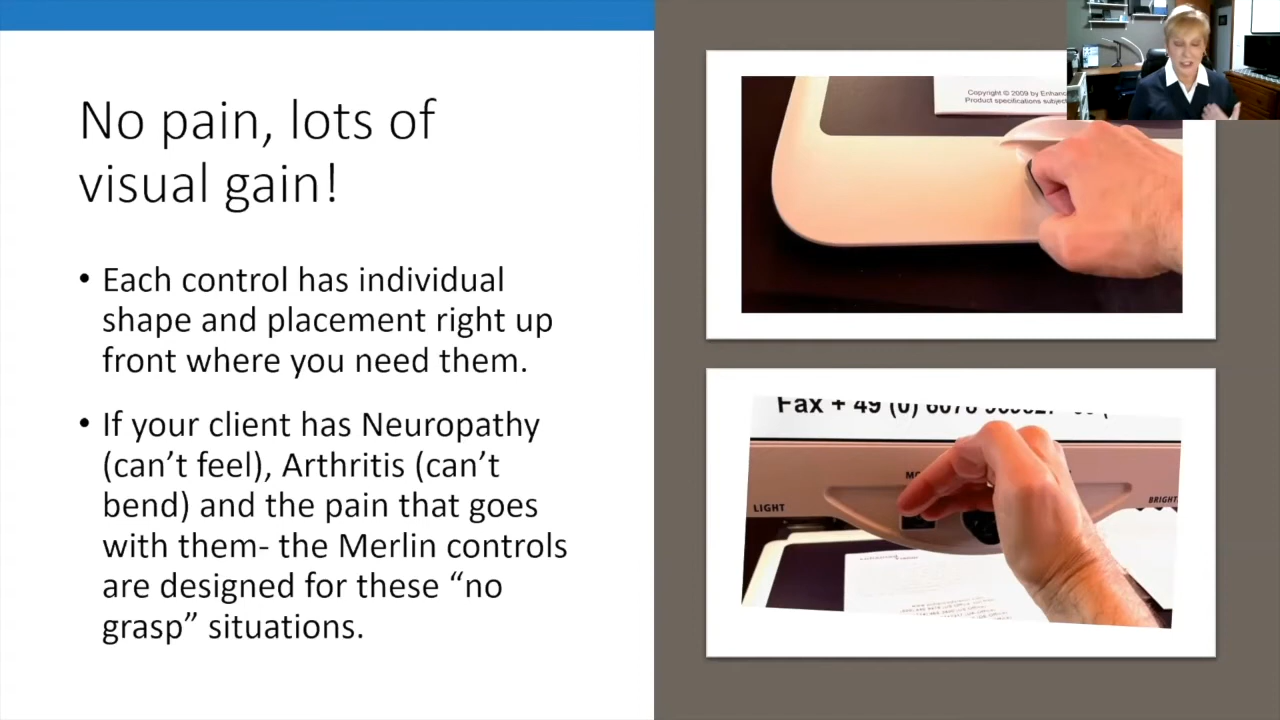 No pain, lots of
visual gain!
• Each control has individual
shape and placement right up
front where you need them.
• If your client has Neuropathy
(can’t feel), Arthritis (can’t
bend) and the pain that goes
with them- the Merlin controls
are designed for these “no
grasp” situations.
Copyright © 2009 by
Product specifications
Fax + 49 (0) 6078
LIGHT